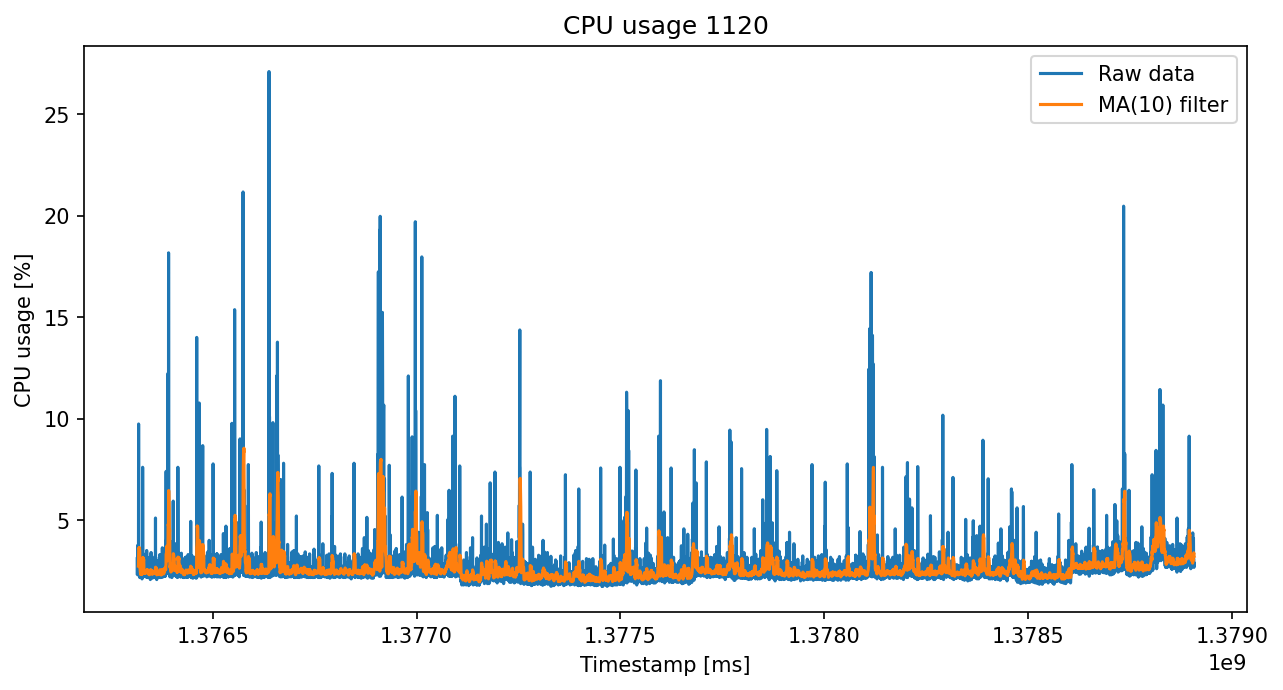 CPU usage 1120
Raw data
MA(10) filter
CPU usage [%]
25
20
15
10
5
1.3765 1.3770 1.3775 1.3780 1.3785 1.3790
1e9
Timestamp [ms]